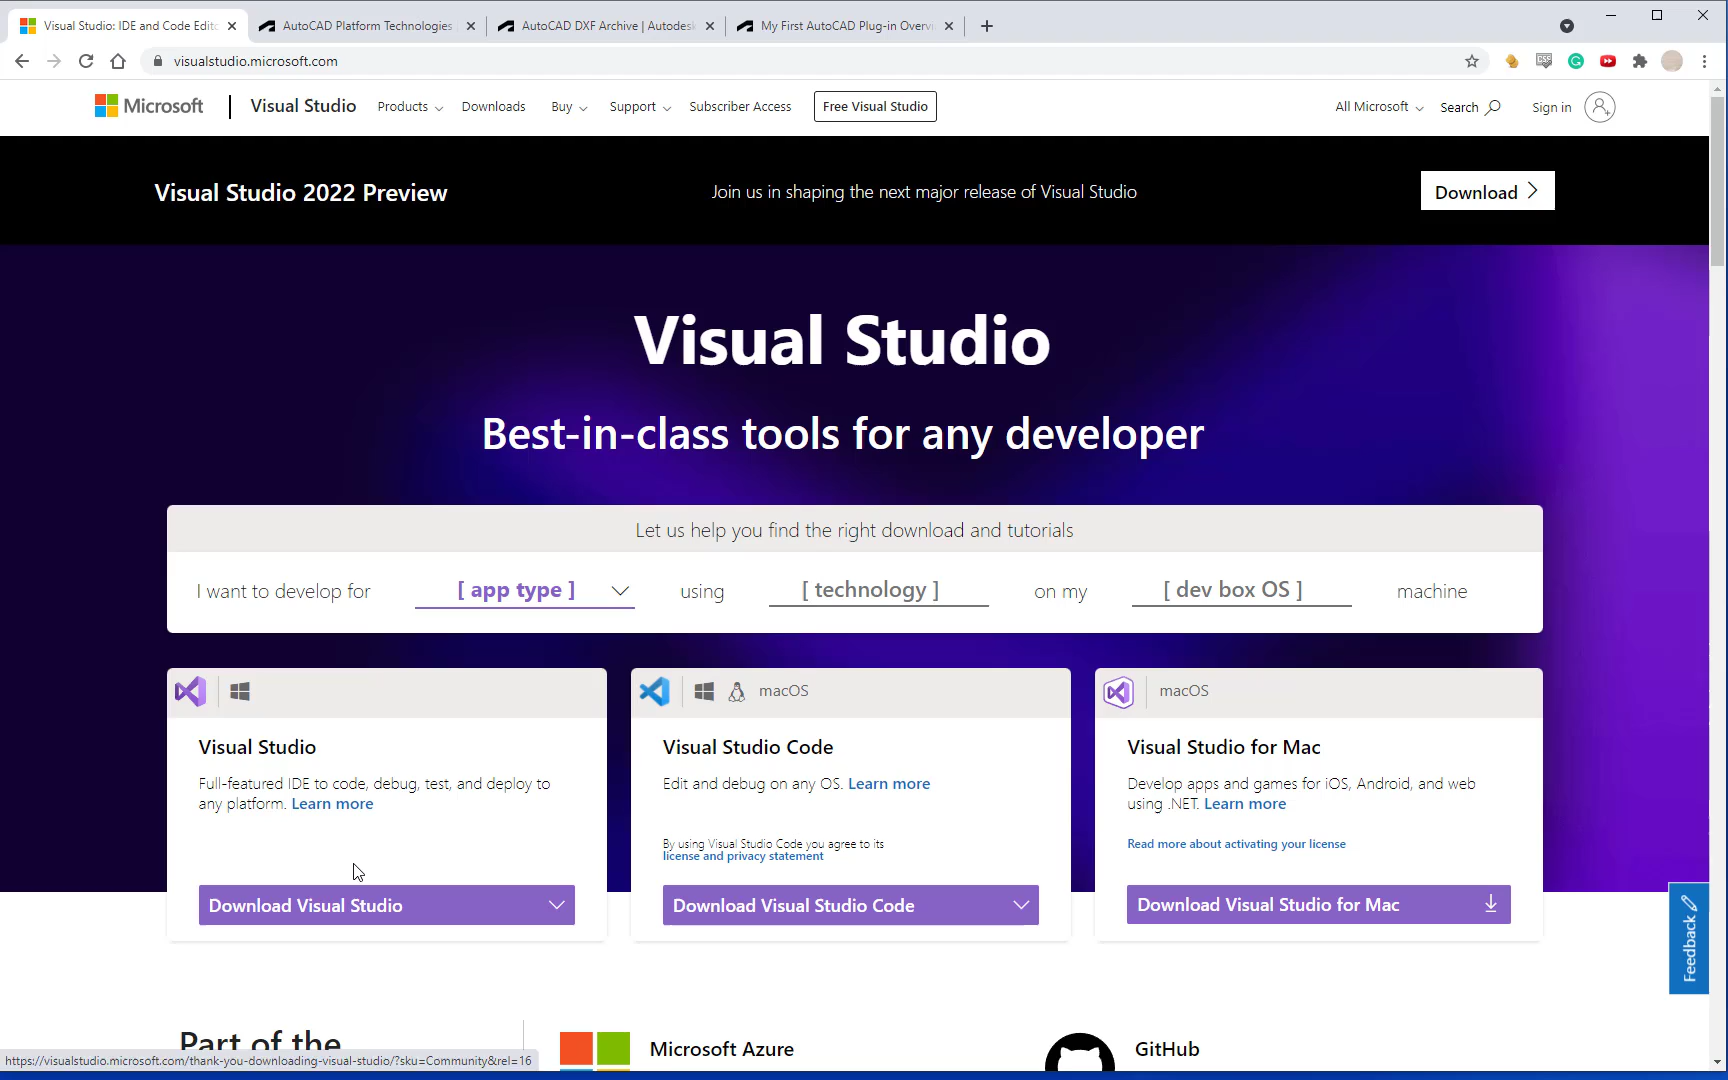 Visual Studio: IDE and Code Edito
AutoCAD Platform Technologies
AutoCAD DXF Archive | Autodesk
My First AutoCAD Plug-in Overvi
visualstudio.microsoft.com
Microsoft
Visual Studio
Products
Downloads
Buy
Support
Subscriber Access
Free Visual Studio
All Microsoft
Search
Sign in
Visual Studio 2022 Preview
Join us in shaping the next major release of Visual Studio
Download
Visual Studio
Best-in-class tools for any developer
Let us help you find the right download and tutorials
I want to develop for [ app type ] using [ technology ] on my [ dev box OS ] machine
Visual Studio
Full-featured IDE to code, debug, test, and deploy to
any platform. Learn more
Download Visual Studio
macOS
Visual Studio Code
Edit and debug on any OS. Learn more
By using Visual Studio Code you agree to its
license and privacy statement
Download Visual Studio Code
macOS
Visual Studio for Mac
Develop apps and games for iOS, Android, and web
using .NET. Learn more
Read more about activating your license
Download Visual Studio for Mac
Feedback
Part of the
Microsoft Azure
GitHub
https://visualstudio.microsoft.com/thank-you-downloading-visual-studio/?sku=Community&rel=16